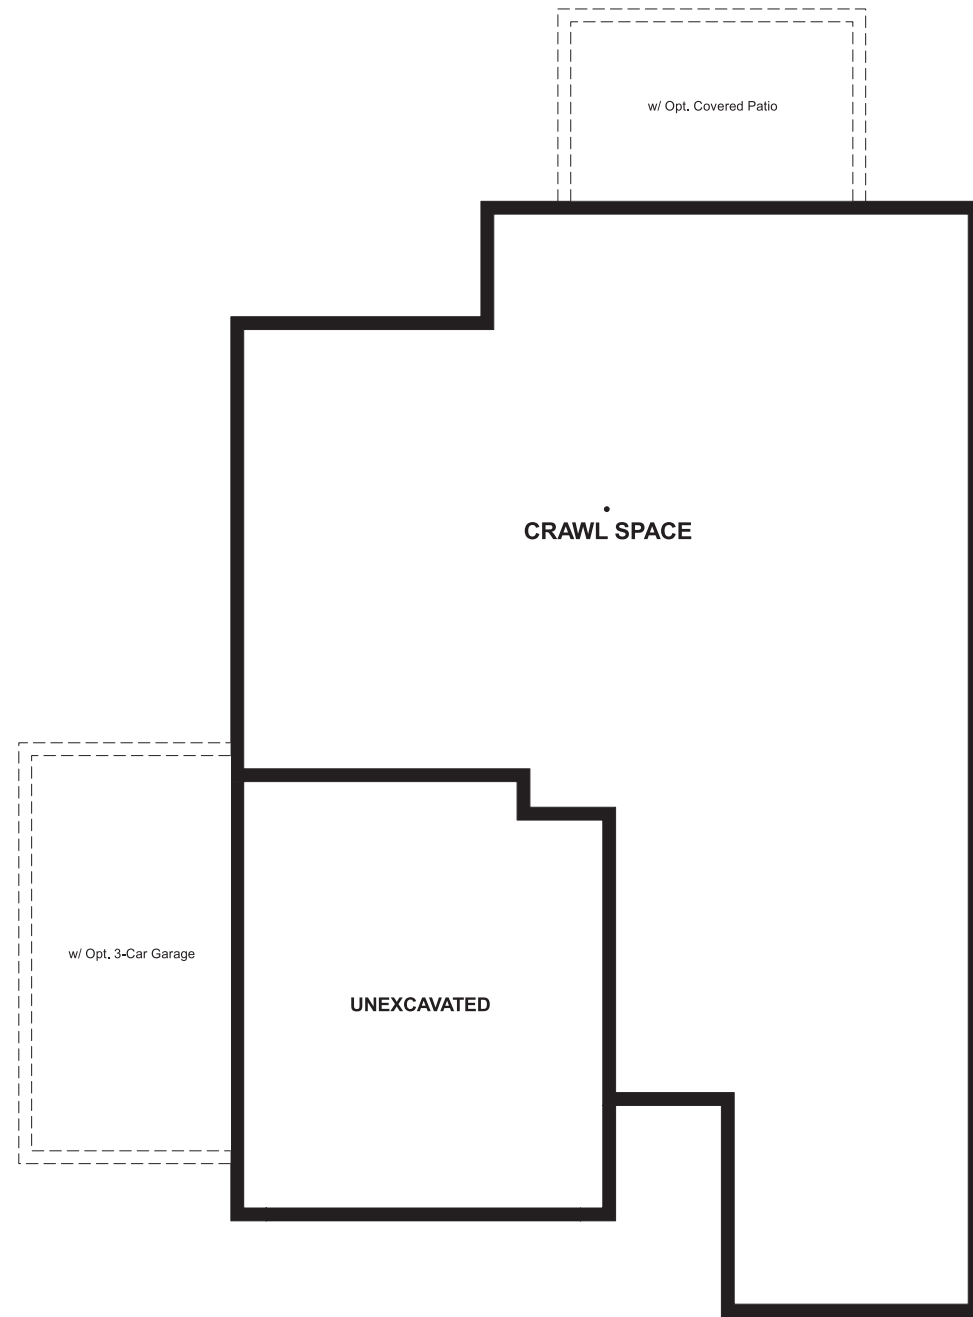 w/ Opt. Covered Patio
CRAWL SPACE
w/ Opt. 3-Car Garage
UNEXCAVATED